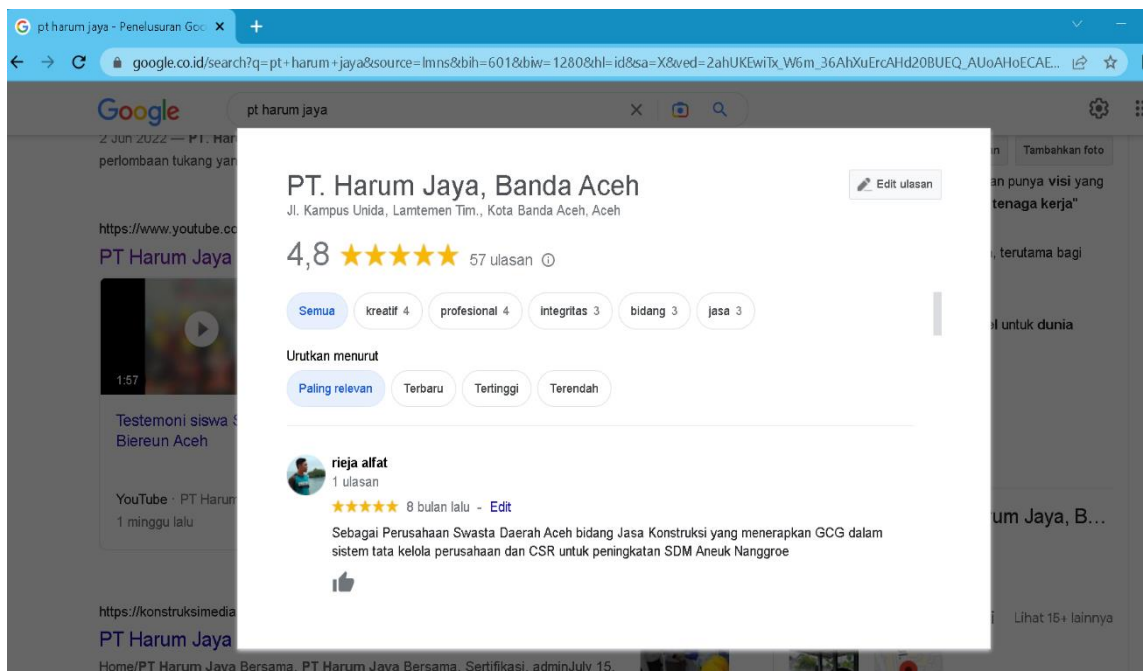 pt harum jaya - Penelusuran Goo
google.co.id/search?q=pt+harum+jaya&source=lmns&bih=601&biw=1280&hl=id&sa=X&ved=2ahUKEwiTx_W6m_36AhXuErcAHd20BUEQ_AUoAHoECAE...
Google
pt harum jaya
2 Jun 2022 — PT. Har
perlombaan tukang yan
n
Tambahkan foto
an punya visi yang
tenaga kerja"
https://www.youtube.co
PT Harum Jaya
, terutama bagi
el untuk dunia
1:57
Testemoni siswa S
Biereun Aceh
YouTube · PT Harum
1 minggu lalu
um Jaya, B...
https://konstruksimedia
Lihat 15+ lainnya
PT Harum Jaya
Home/PT Harum Jaya Bersama. PT Harum Jaya Bersama. Sertifikasi. adminJuly 15,
PT. Harum Jaya, Banda Aceh
Edit ulasan
Jl. Kampus Unida, Lamtemen Tim., Kota Banda Aceh, Aceh
4,8 ★★★★★ 57 ulasan
Semua kreatif 4 profesional 4 integritas 3 bidang 3 jasa 3
Urutkan menurut
Paling relevan Terbaru Tertinggi Terendah
rieja alfat
1 ulasan
★★★★★ 8 bulan lalu - Edit
Sebagai Perusahaan Swasta Daerah Aceh bidang Jasa Konstruksi yang menerapkan GCG dalam
sistem tata kelola perusahaan dan CSR untuk peningkatan SDM Aneuk Nanggroe